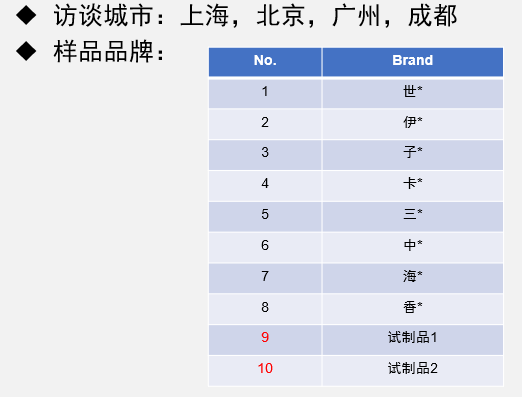 ◆ 访谈城市：上海，北京，广州，成都
◆ 样品品牌：
No. Brand
1 世*
2 伊*
3 子*
4 卡*
5 三*
6 中*
7 海*
8 香*
9 试制品1
10 试制品2